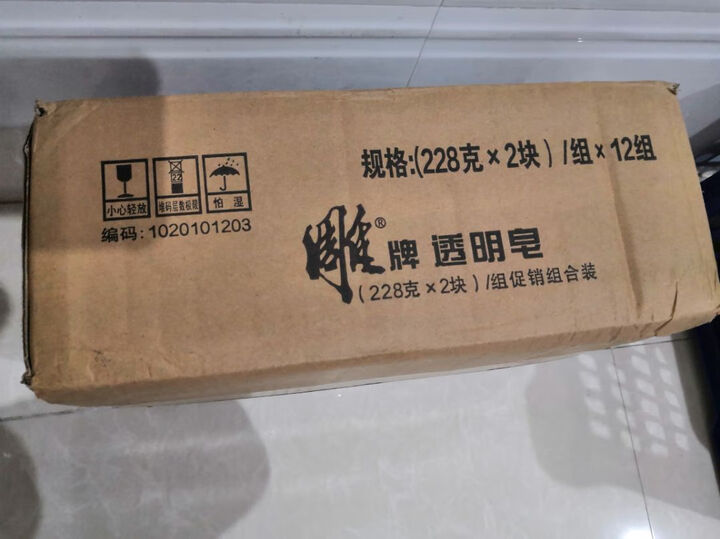 规格:(228克×2块)/组×12组
22
小心轻放 堆码层数极限 怕 湿
编码:1020101203
雕®牌 透明皂
(228克×2块)/组促销组合装